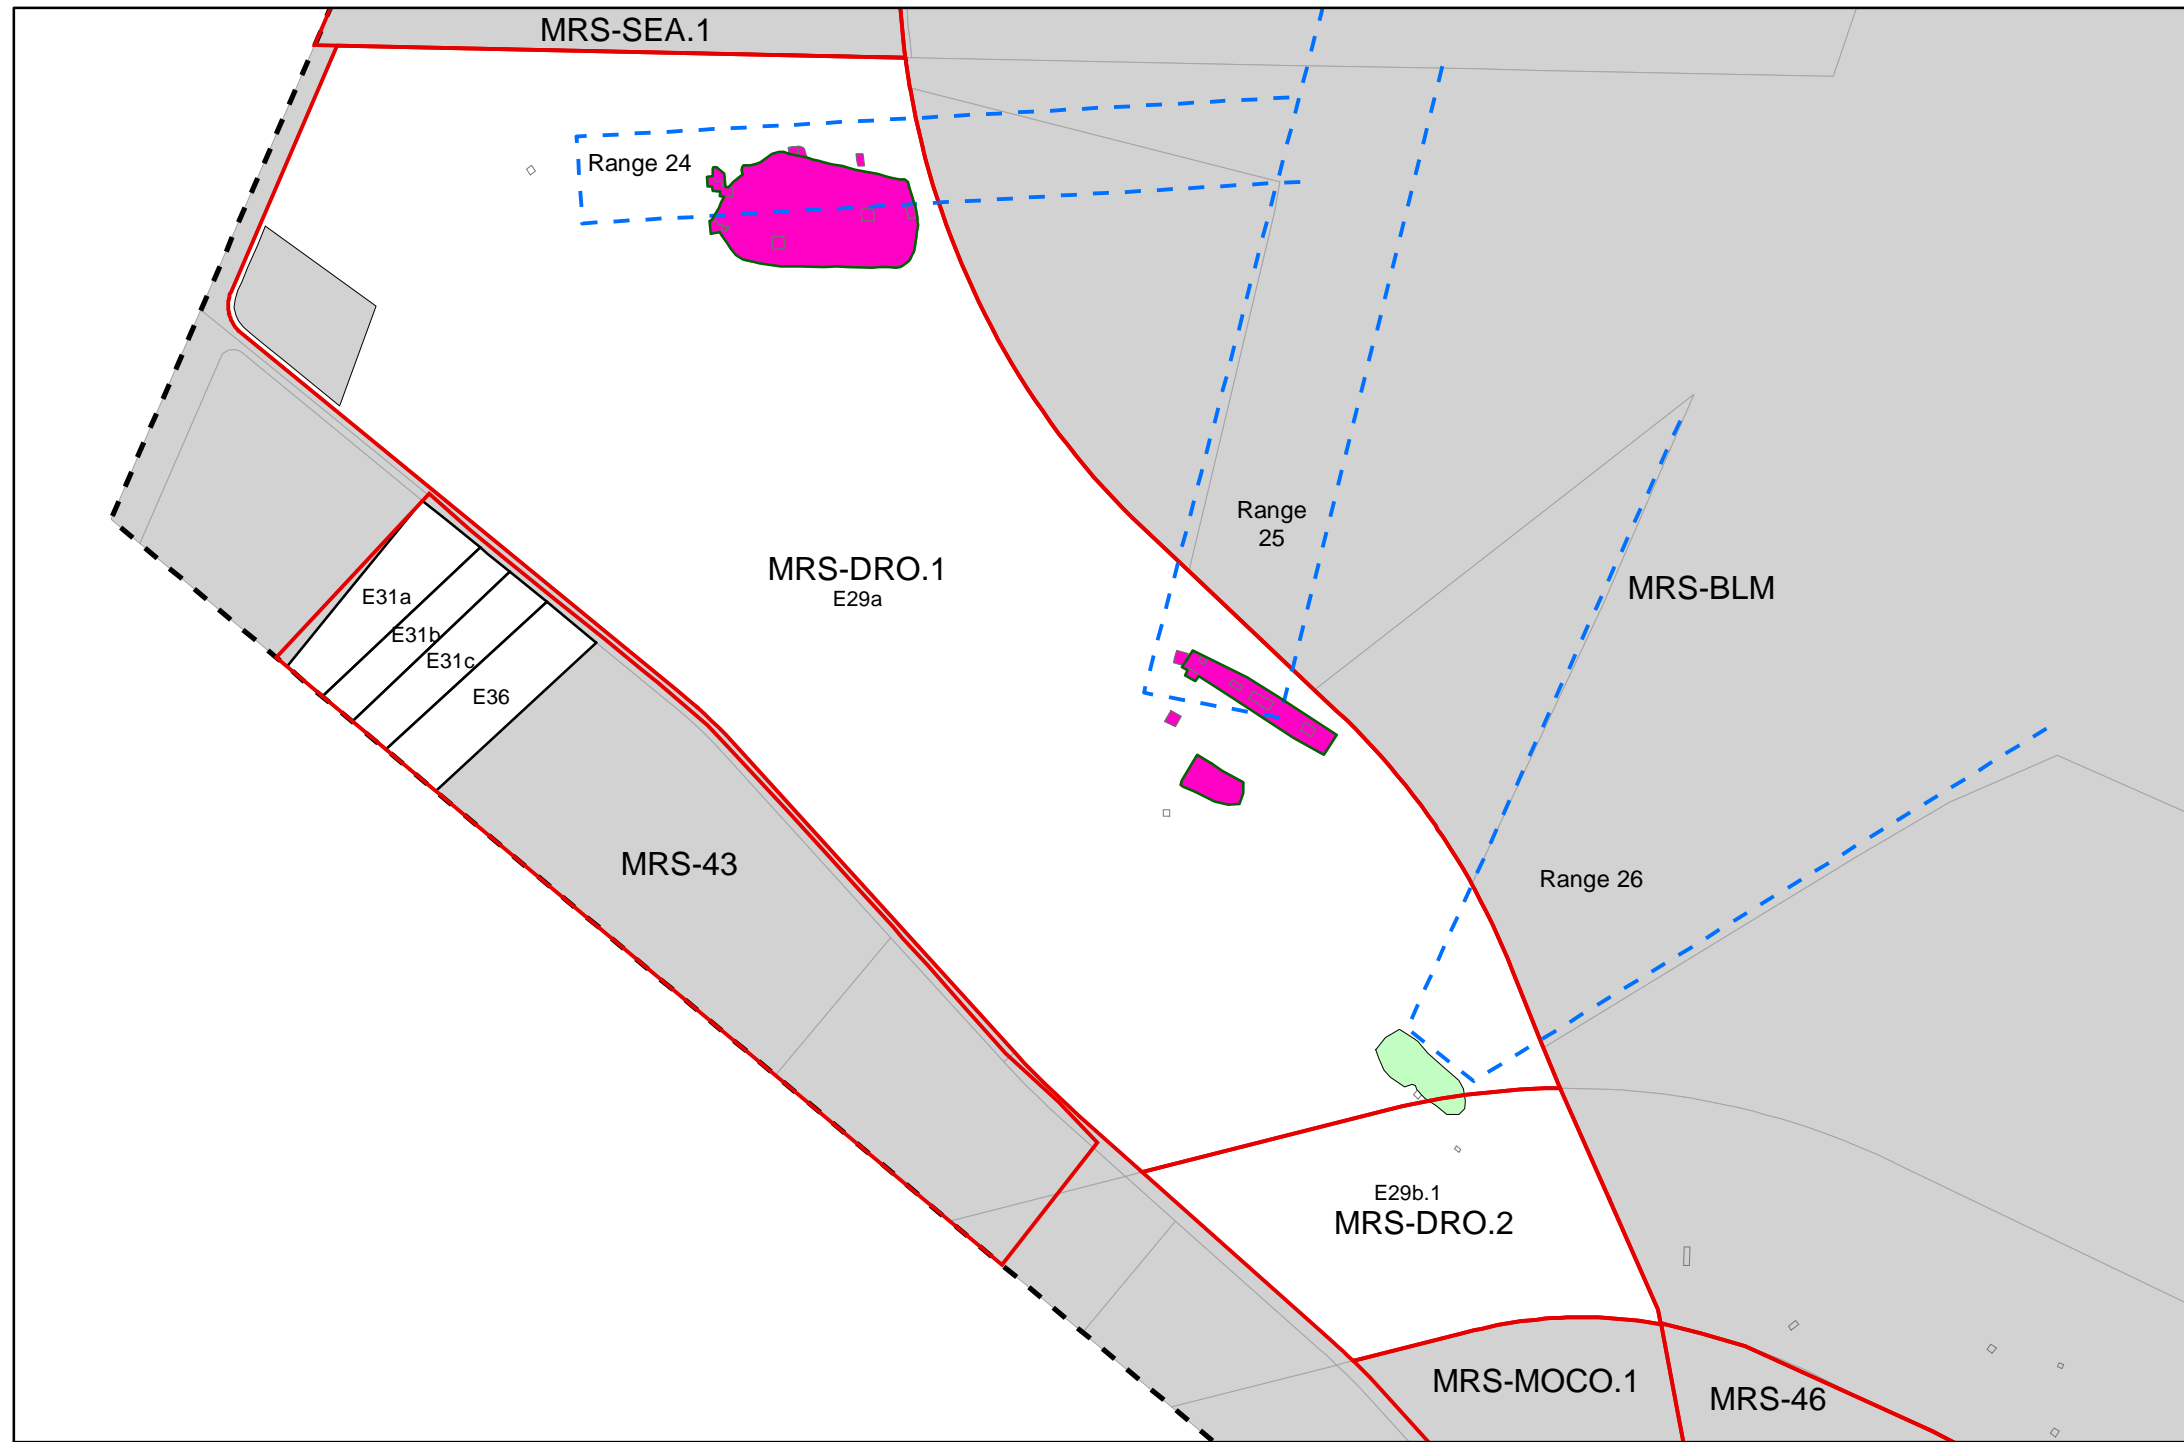 MRS-SEA.1
Range 24
Range
25
MRS-DRO.1
E29a
MRS-BLM
E31a
E31b
E31c
E36
MRS-43
Range 26
E29b.1
MRS-DRO.2
MRS-MOCO.1
MRS-46